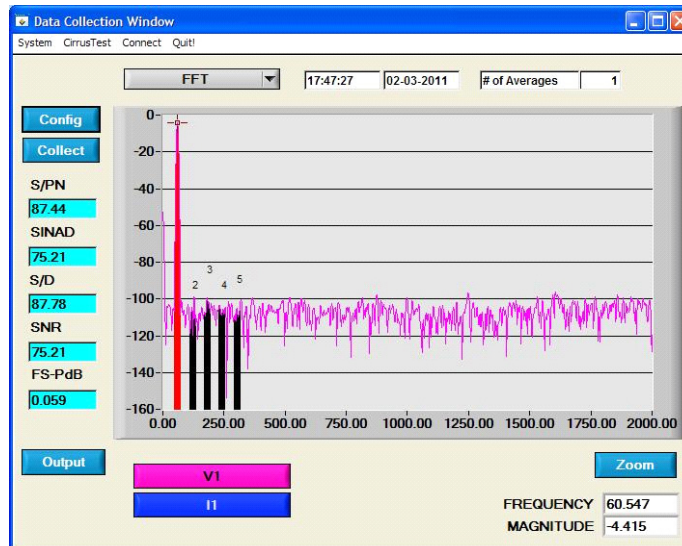 Data Collection Window
System CirrusTest Connect Quit!
FFT 17:47:27 02-03-2011 # of Averages 1
Config
Collect
S/PN
87.44
SINAD
75.21
S/D
87.78
SNR
75.21
FS-PdB
0.059
Output
0
-20
-40
-60
-80
-100
-120
-140
-160
2 3 4 5
0.00 250.00 500.00 750.00 1000.00 1250.00 1500.00 1750.00 2000.00
V1
I1
Zoom
FREQUENCY 60.547
MAGNITUDE -4.415